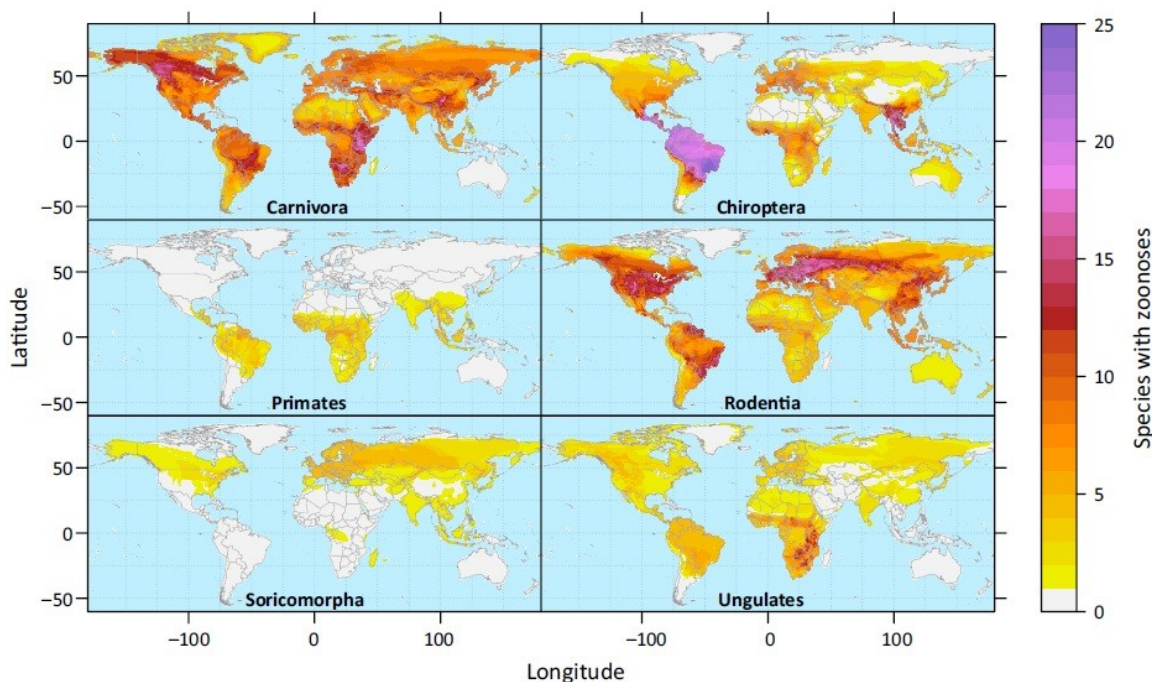 25
50
20
0
−50
Carnivora
Chiroptera
Species with zoonoses
15
Latitude
50
0
−50
Primates
Rodentia
10
50
5
0
−50
Soricomorpha
Ungulates
0
−100
0
100
−100
0
100
Longitude